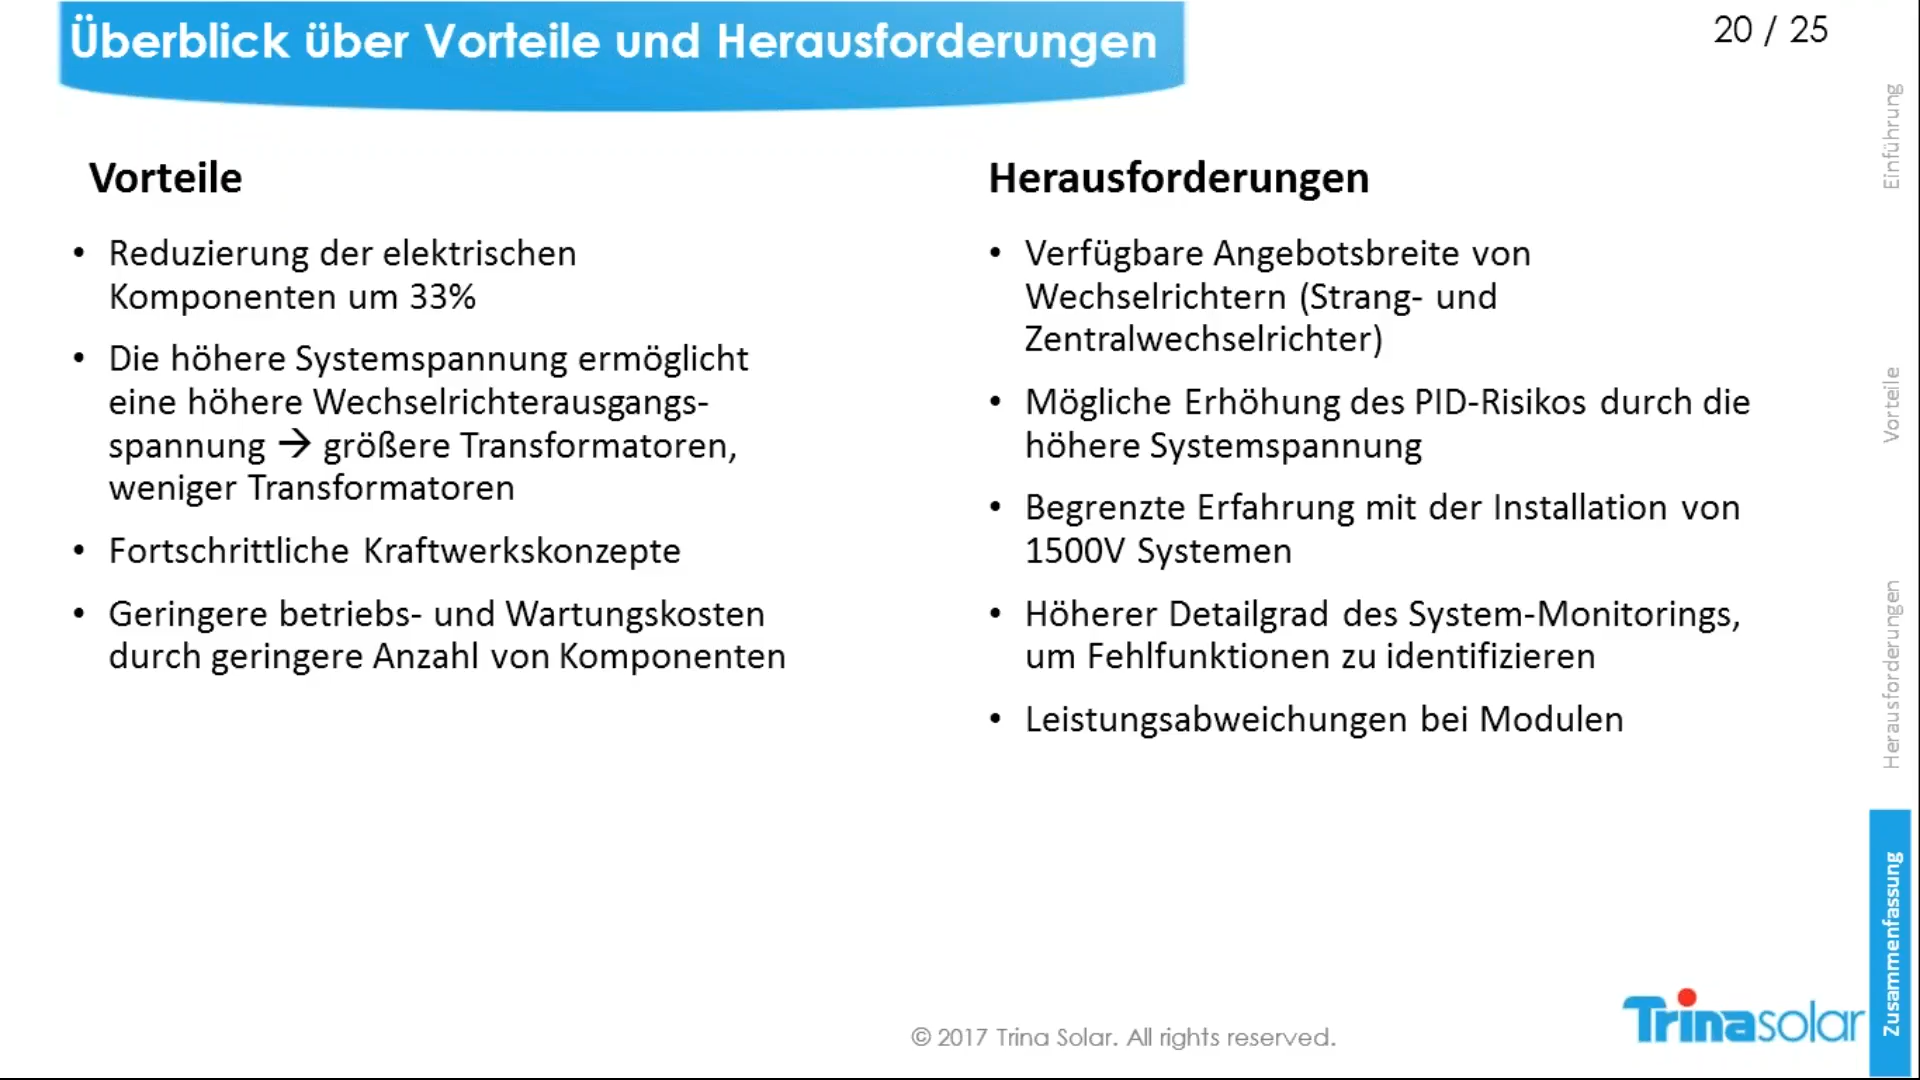 Überblick über Vorteile und Herausforderungen
20 / 25
Vorteile
• Reduzierung der elektrischen
Komponenten um 33%
• Die höhere Systemspannung ermöglicht
eine höhere Wechselrichterausgangs-
spannung → größere Transformatoren,
weniger Transformatoren
• Fortschrittliche Kraftwerkskonzepte
• Geringere betriebs- und Wartungskosten
durch geringere Anzahl von Komponenten
Herausforderungen
• Verfügbare Angebotsbreite von
Wechselrichtern (Strang- und
Zentralwechselrichter)
• Mögliche Erhöhung des PID-Risikos durch die
höhere Systemspannung
• Begrenzte Erfahrung mit der Installation von
1500V Systemen
• Höherer Detailgrad des System-Monitorings,
um Fehlfunktionen zu identifizieren
• Leistungsabweichungen bei Modulen
Einführung
Vorteile
Herausforderungen
Zusammenfassung
© 2017 Trina Solar. All rights reserved.
Trinasolar